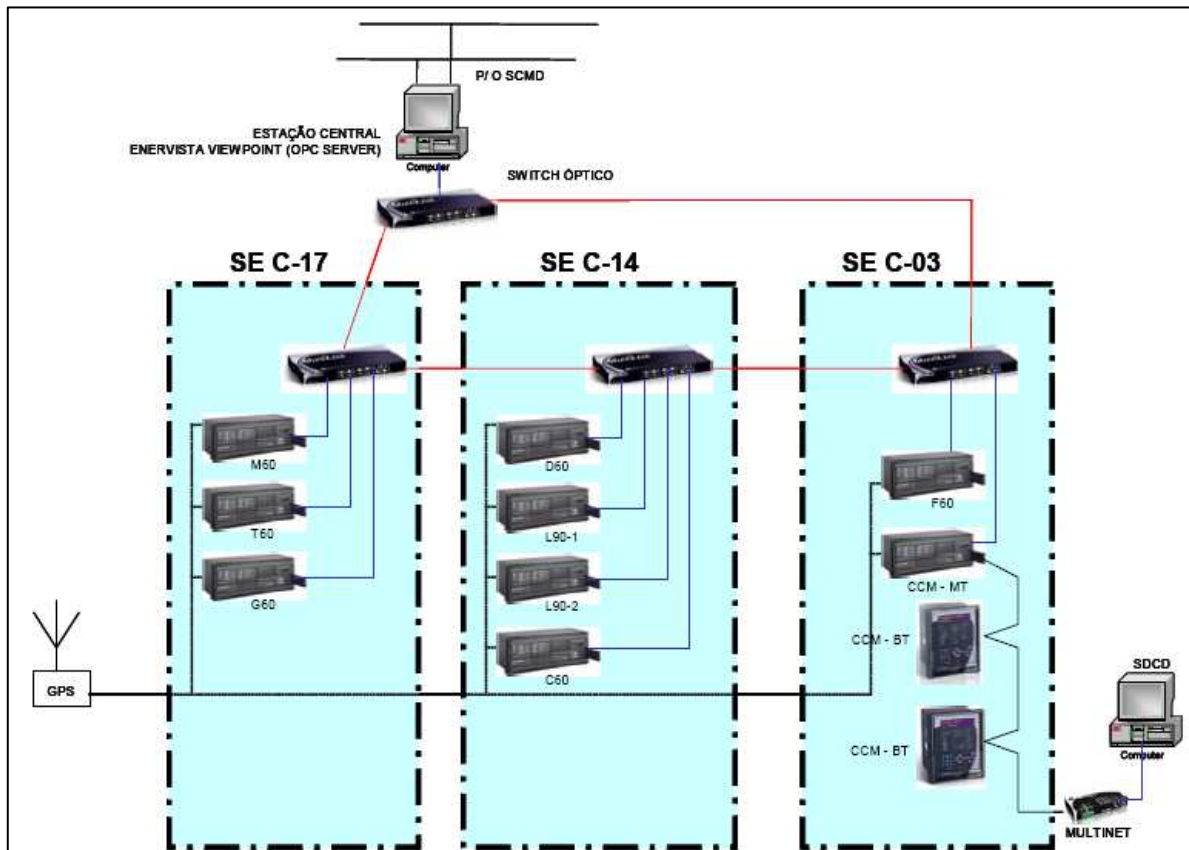 P/ O SCMD
ESTAÇÃO CENTRAL
ENERVISTA VIEWPOINT (OPC SERVER)
Computer
SWITCH ÓPTICO
SE C-17
SE C-14
SE C-03
M60
D60
F60
T60
L90-1
CCM - MT
G60
L90-2
CCM - BT
C60
GPS
SDCD
CCM - BT
Computer
MULTINET